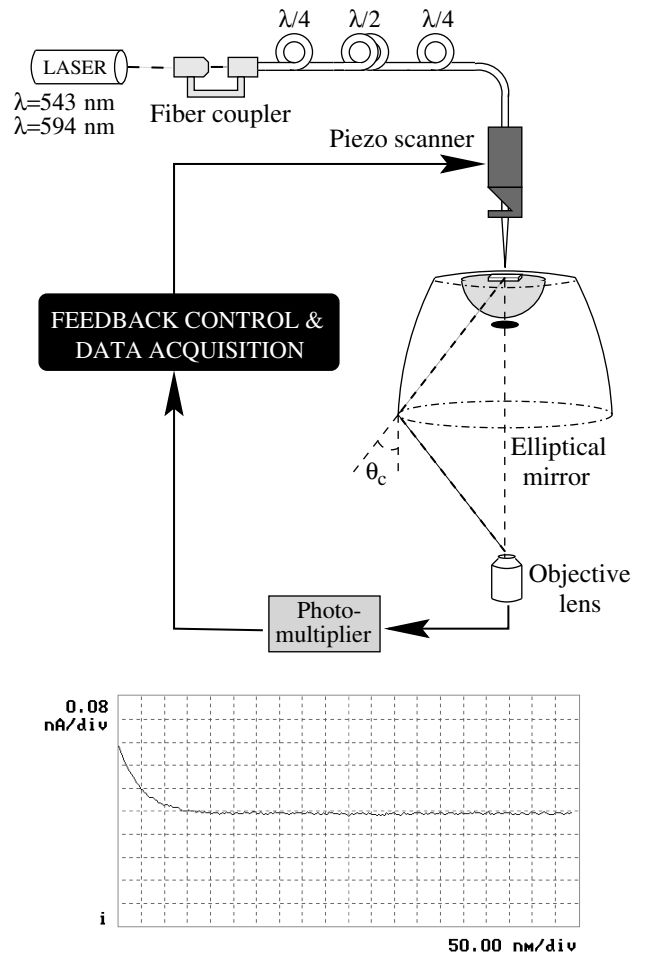 λ/4 λ/2 λ/4
LASER
λ=543 nm
λ=594 nm
Fiber coupler
Piezo scanner
FEEDBACK CONTROL &
DATA ACQUISITION
Elliptical
mirror
θc
Objective
lens
Photo-
multiplier
0.08
nA/div
i
50.00 nm/div